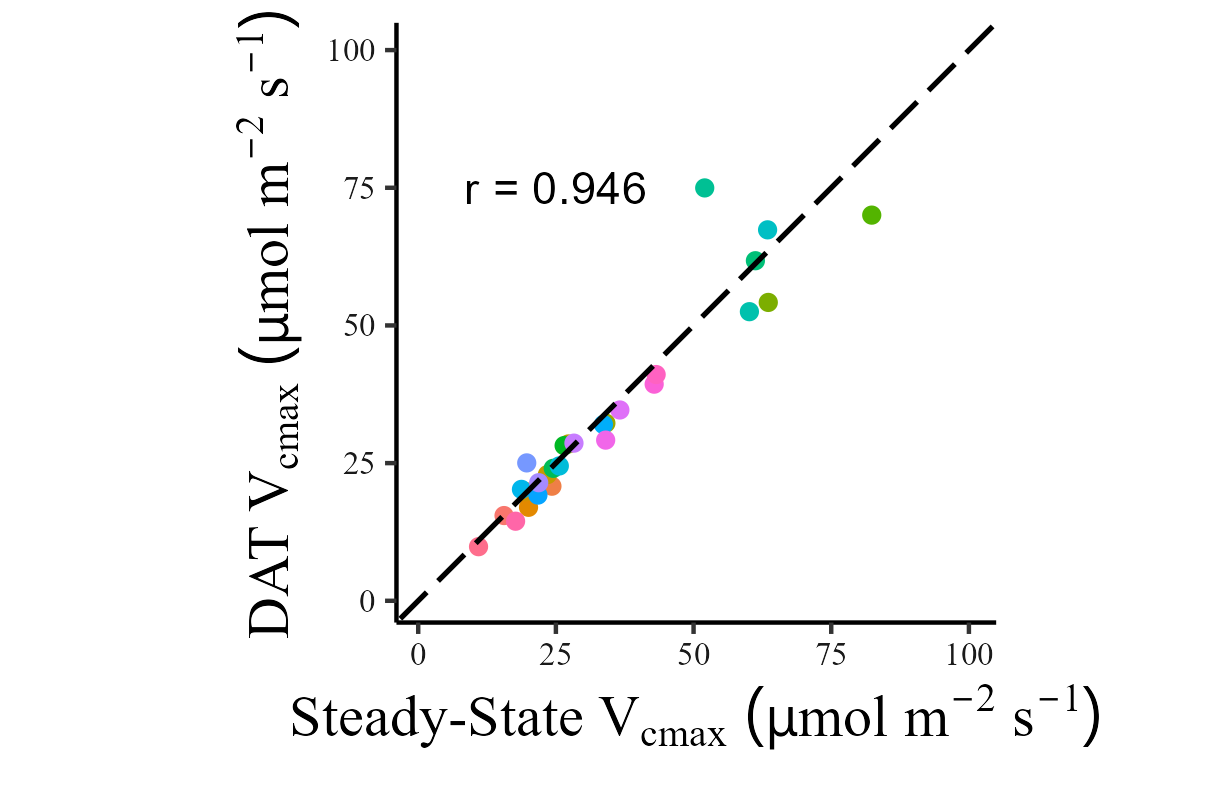 DAT Vcmax (μmol m−2 s−1)
100
75
50
25
0
r = 0.946
0 25 50 75 100
Steady-State Vcmax (μmol m−2 s−1)